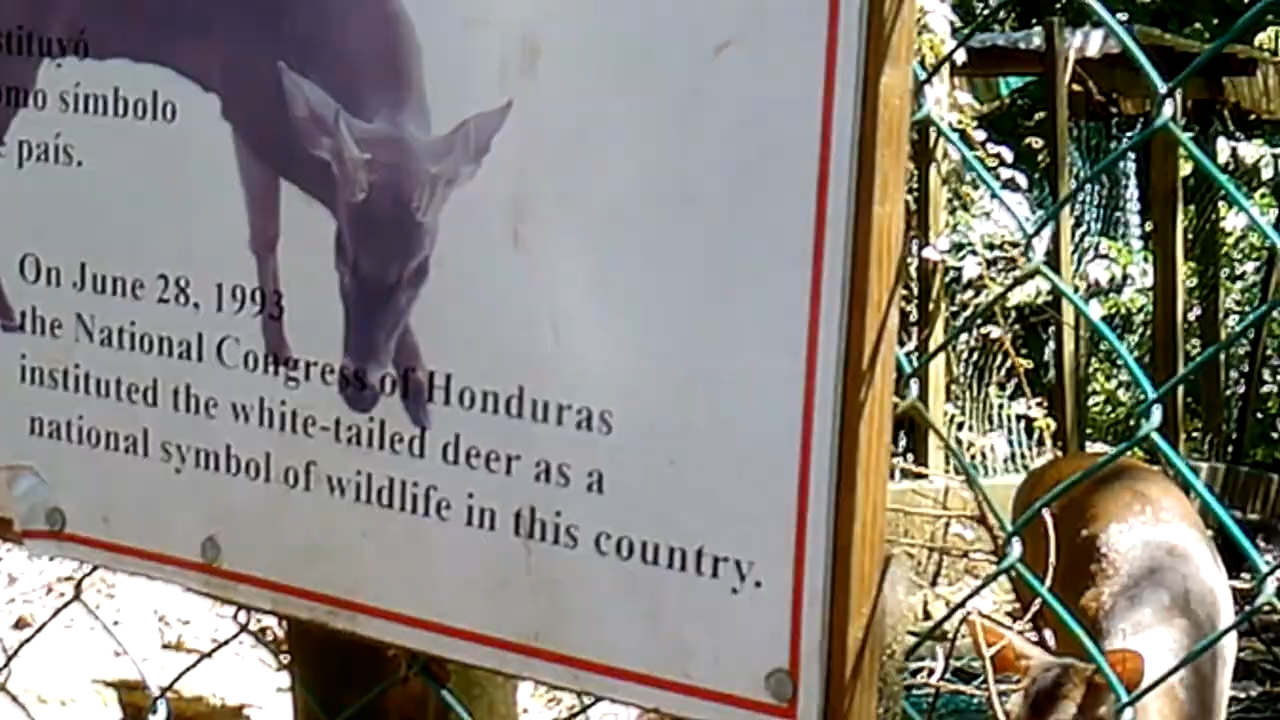 símbolo
país.
On June 28, 1993
the National Congress of Honduras
instituted the white-tailed deer as a
national symbol of wildlife in this country.